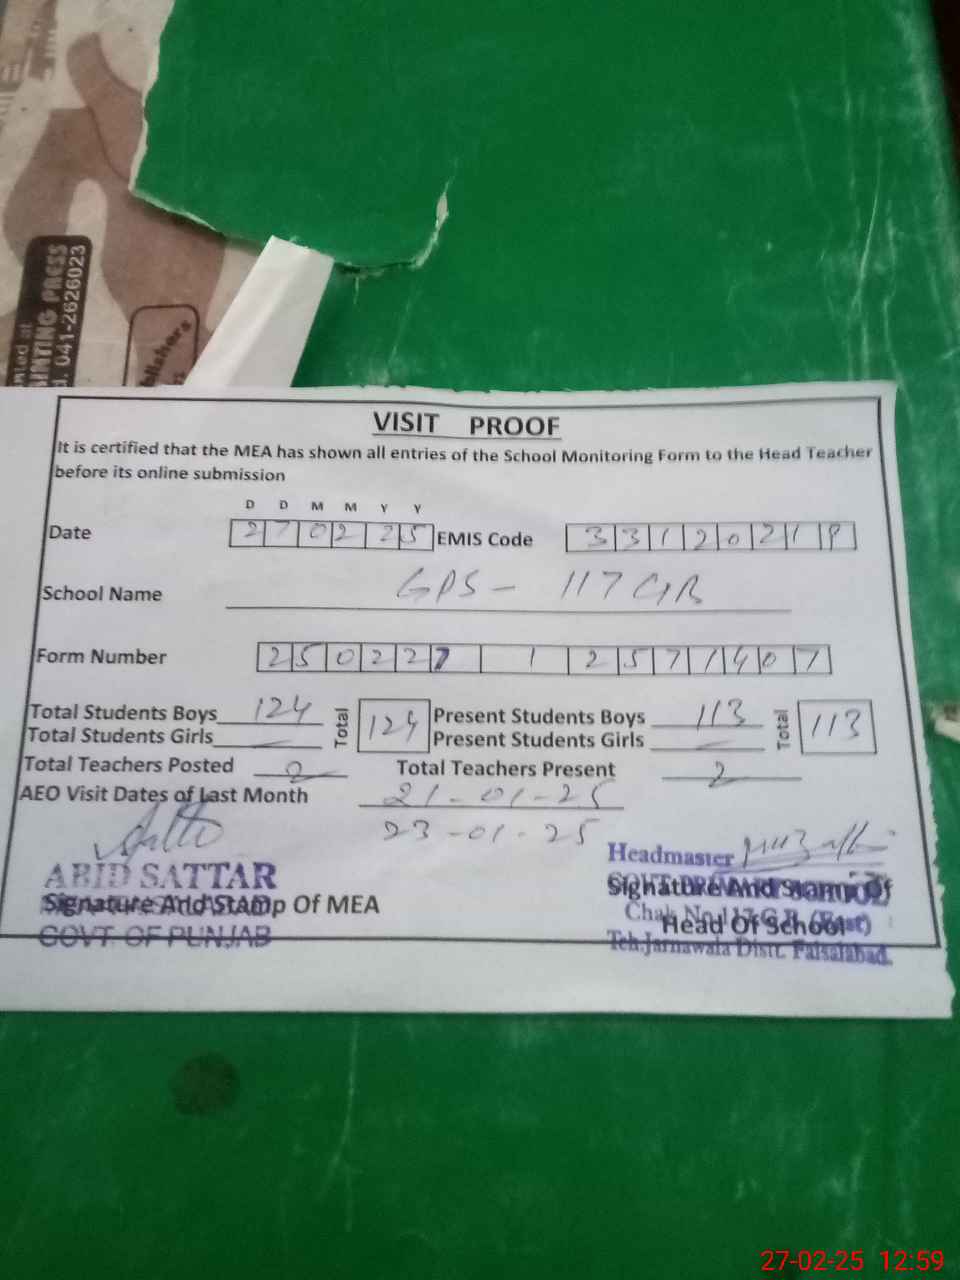 PRINTING PRESS
041-2626023
VISIT PROOF
It is certified that the MEA has shown all entries of the School Monitoring Form to the Head Teacher
before its online submission
D D M M Y Y
Date 2 7 0 2 2 5 EMIS Code 3 3 1 2 0 2 1 8
School Name GPS - 117 GB
Form Number 2 5 0 2 2 7 1 2 5 7 1 4 0 7
Total Students Boys 124 Total 124 Present Students Boys 113 Total 113
Total Students Girls — Present Students Girls —
Total Teachers Posted 2 Total Teachers Present 2
AEO Visit Dates of Last Month 21-01-25
23-01-25
ABID SATTAR
Signature And Stamp Of MEA
GOVT. OF PUNJAB
Headmaster
Signature And Stamp Of
Chak No.117 G.B. (East)
Head Of School
Teh.Jarnawala Distt. Faisalabad.
27-02-25 12:59